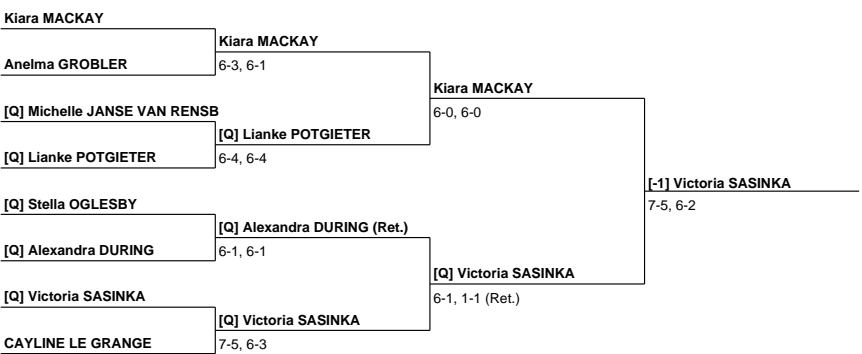 Kiara MACKAY
Anelma GROBLER
[Q] Michelle JANSE VAN RENSB
[Q] Lianke POTGIETER
[Q] Stella OGLESBY
[Q] Alexandra DURING
[Q] Victoria SASINKA
CAYLINE LE GRANGE
Kiara MACKAY
6-3, 6-1
[Q] Lianke POTGIETER
6-4, 6-4
[Q] Alexandra DURING (Ret.)
6-1, 6-1
[Q] Victoria SASINKA
7-5, 6-3
Kiara MACKAY
6-0, 6-0
[Q] Victoria SASINKA
6-1, 1-1 (Ret.)
[-1] Victoria SASINKA
7-5, 6-2